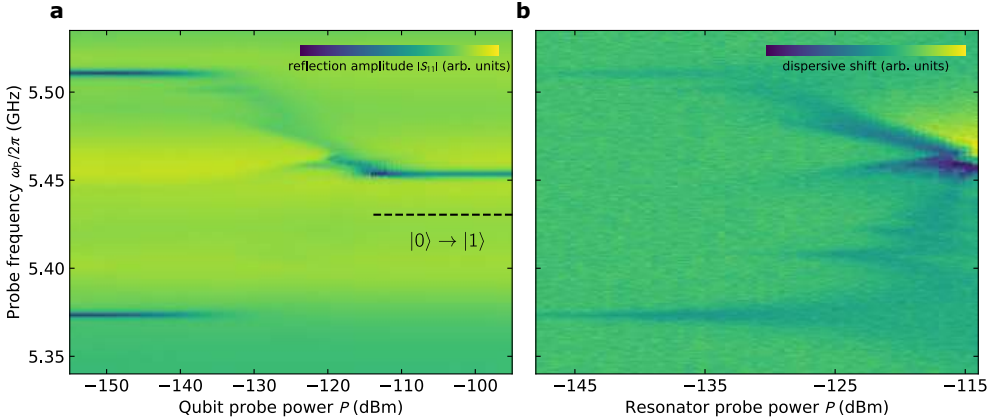 a
b
reflection amplitude |S₁₁| (arb. units)
dispersive shift (arb. units)
Probe frequency ωₚ/2π (GHz)
5.50
5.45
5.40
5.35
|0⟩ → |1⟩
−150 −140 −130 −120 −110 −100
−145 −135 −125 −115
Qubit probe power P (dBm)
Resonator probe power P (dBm)